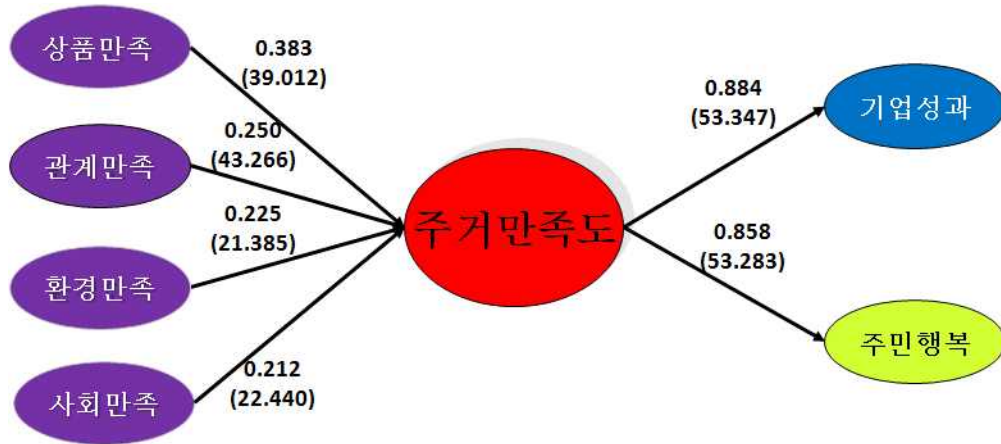 상품만족
0.383
(39.012)
관계만족
0.250
(43.266)
환경만족
0.225
(21.385)
사회만족
0.212
(22.440)
주거만족도
0.884
(53.347)
기업성과
0.858
(53.283)
주민행복